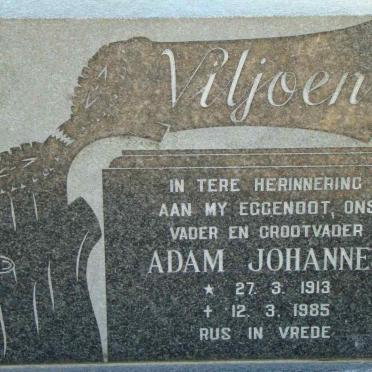 Viljoen
IN TERE HERINNERING
AAN MY EGGENOOT, ONS
VADER EN GROOTVADER
ADAM JOHANNE
* 27. 3. 1913
✝ 12. 3. 1985
RUS IN VREDE